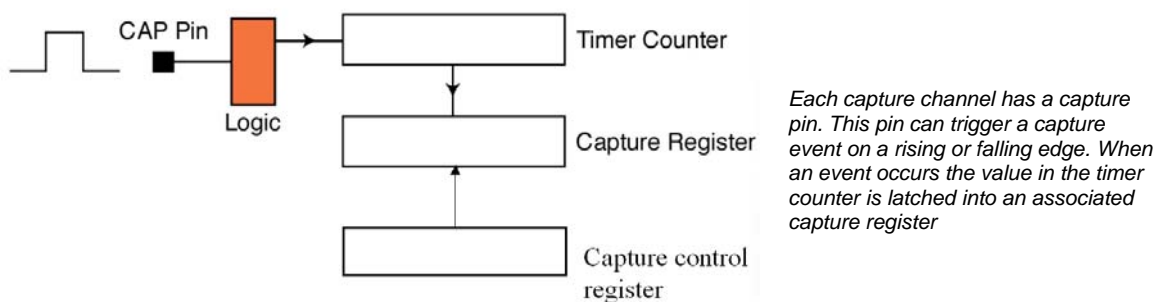 CAP Pin
Timer Counter
Logic
Capture Register
Capture control
register
Each capture channel has a capture
pin. This pin can trigger a capture
event on a rising or falling edge. When
an event occurs the value in the timer
counter is latched into an associated
capture register